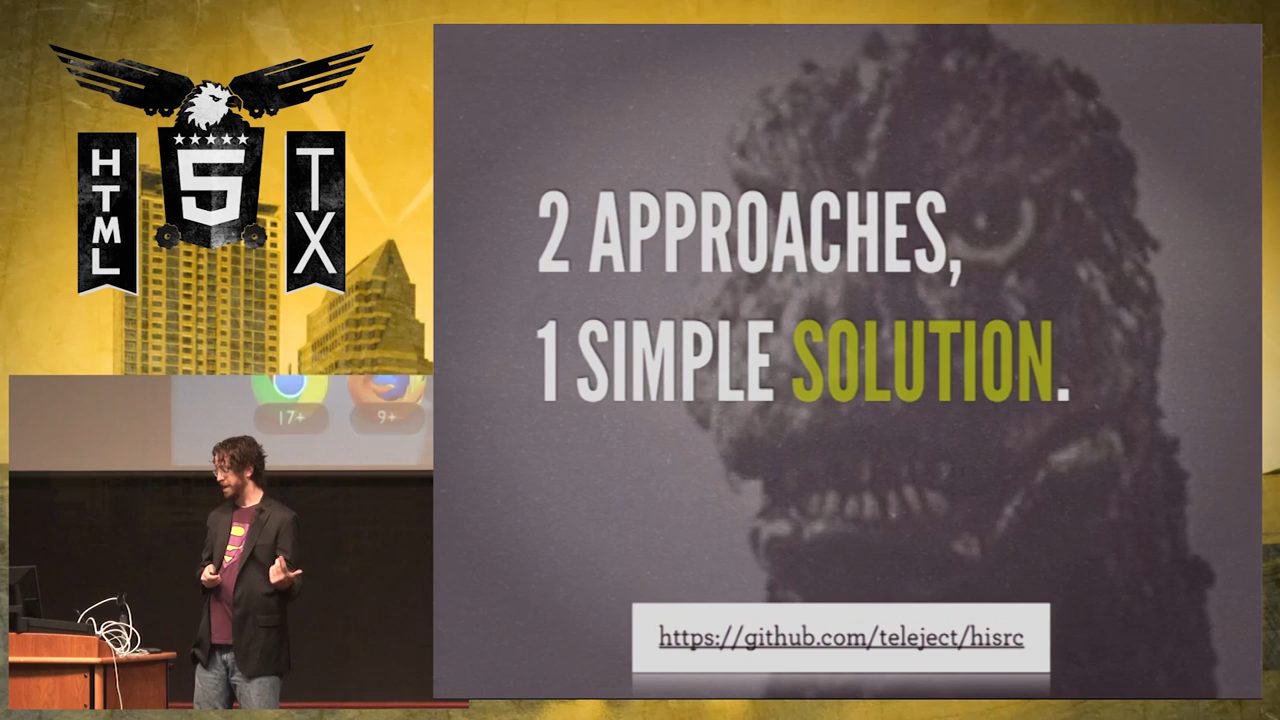 HTML
5
TX
17+
9+
2 APPROACHES,
1 SIMPLE SOLUTION.
https://github.com/teleject/hisrc